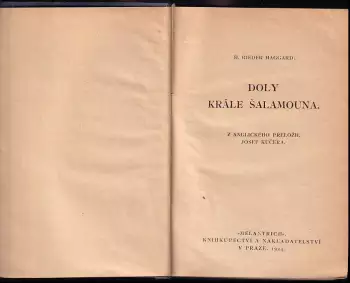 H. RIDER HAGGARD:
DOLY
KRÁLE ŠALAMOUNA.
Z ANGLICKÉHO PŘELOŽIL
JOSEF KUČERA.
KNIHKUPECTVÍ A NAKLADATELSTVÍ
V PRAZE.